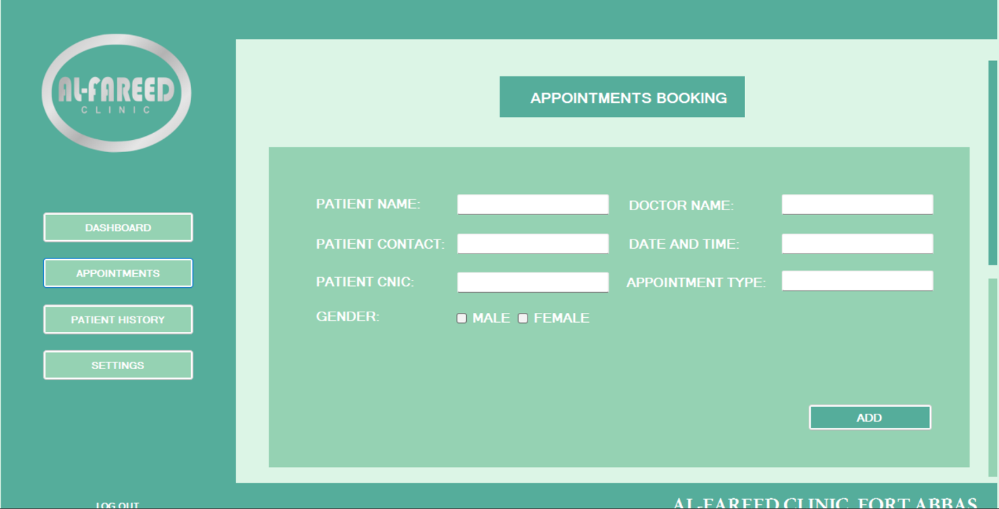 AL-FAREED
CLINIC
APPOINTMENTS BOOKING
PATIENT NAME:
DOCTOR NAME:
DASHBOARD
PATIENT CONTACT:
DATE AND TIME:
APPOINTMENTS
PATIENT CNIC:
APPOINTMENT TYPE:
PATIENT HISTORY
GENDER:
MALE FEMALE
SETTINGS
ADD
LOG OUT
AL-FAREED CLINIC, FORT ABBAS